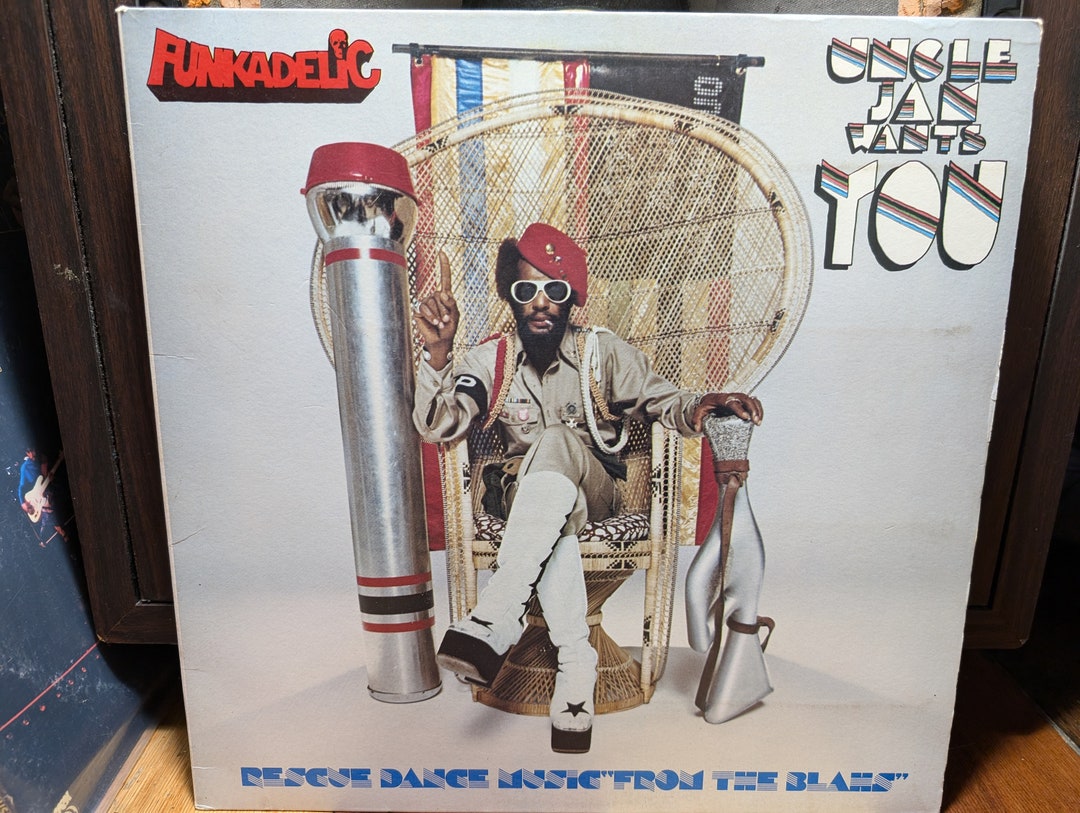 FUNKADELIC
UNCLE
JAM
WANTS
YOU
P
RESCUE DANCE MUSIC "FROM THE BLAHS"